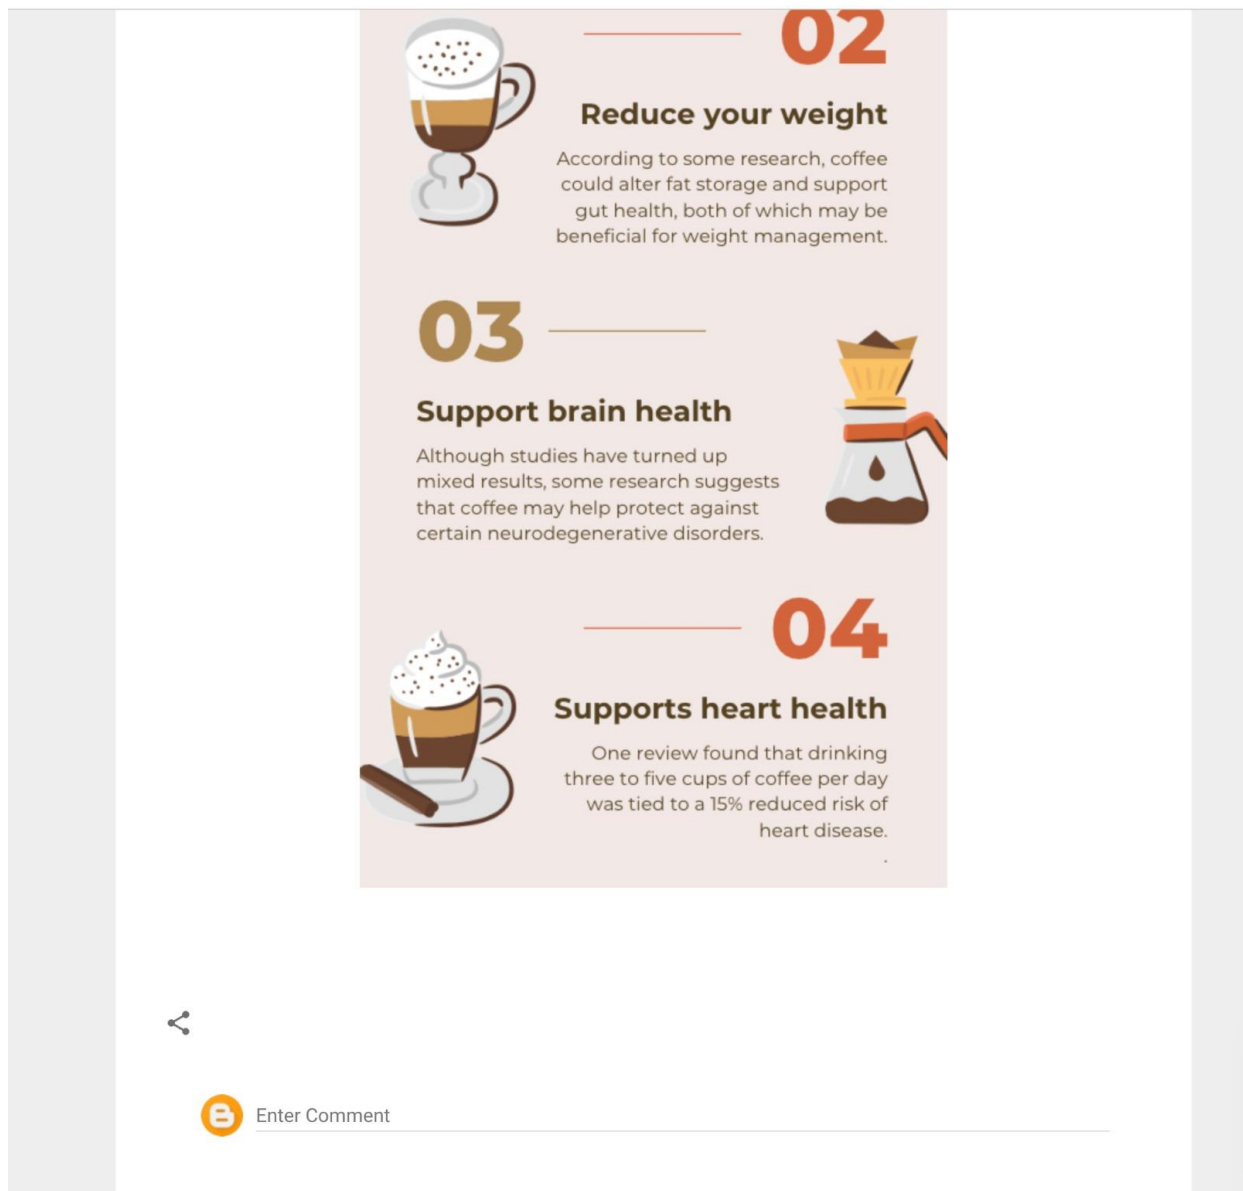 02
Reduce your weight
According to some research, coffee
could alter fat storage and support
gut health, both of which may be
beneficial for weight management.
03
Support brain health
Although studies have turned up
mixed results, some research suggests
that coffee may help protect against
certain neurodegenerative disorders.
04
Supports heart health
One review found that drinking
three to five cups of coffee per day
was tied to a 15% reduced risk of
heart disease.
.
Enter Comment